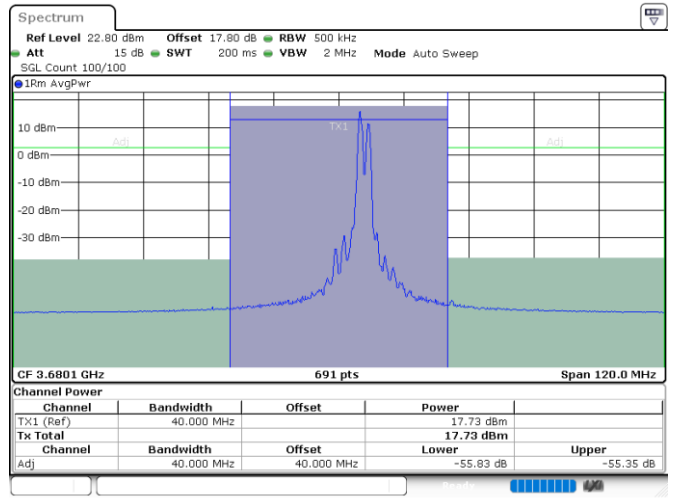 Spectrum
Ref Level 22.80 dBm Offset 17.80 dB RBW 500 kHz
Att 15 dB SWT 200 ms VBW 2 MHz Mode Auto Sweep
SGL Count 100/100
1Rm AvgPwr
TX1
Adj Adj
10 dBm
0 dBm
-10 dBm
-20 dBm
-30 dBm
CF 3.6801 GHz 691 pts Span 120.0 MHz
Channel Power
Channel Bandwidth Offset Power
TX1 (Ref) 40.000 MHz 17.73 dBm
Tx Total 17.73 dBm
Channel Bandwidth Offset Lower Upper
Adj 40.000 MHz 40.000 MHz -55.83 dB -55.35 dB